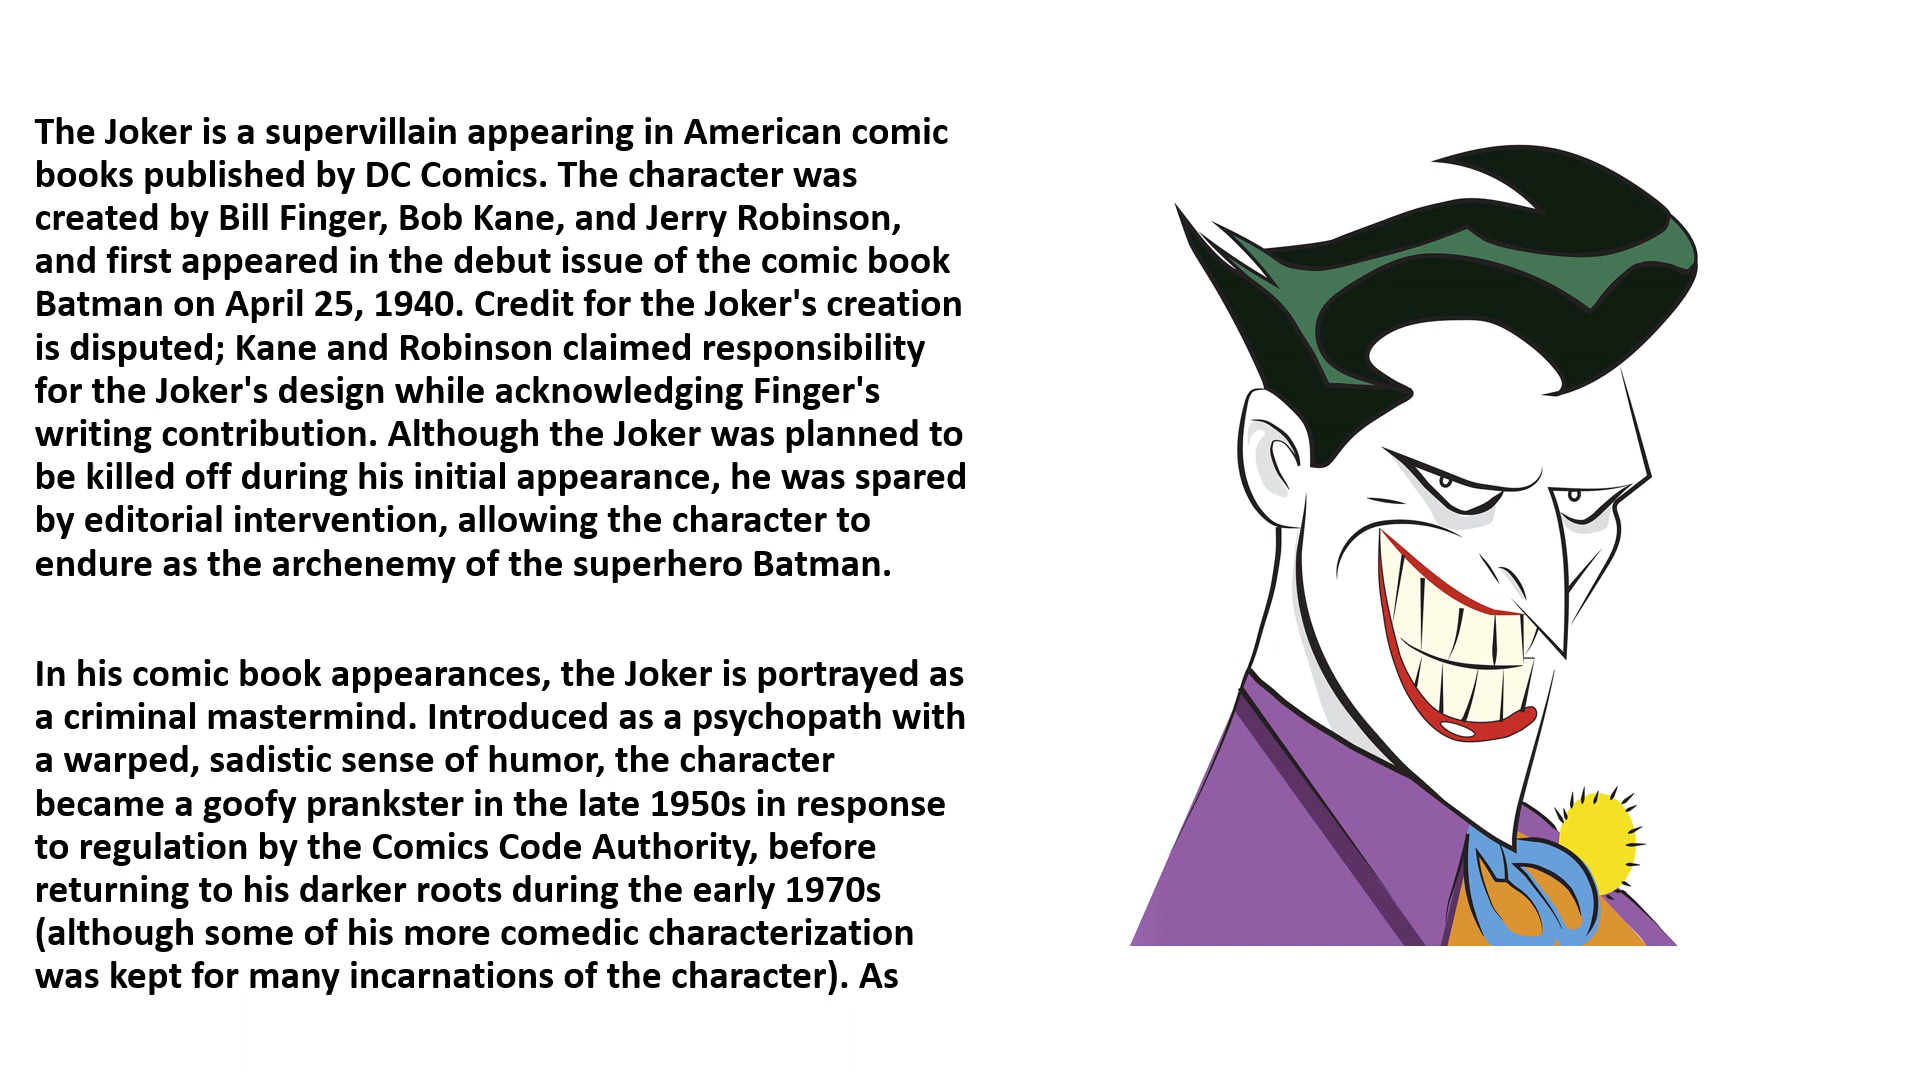 The Joker is a supervillain appearing in American comic
books published by DC Comics. The character was
created by Bill Finger, Bob Kane, and Jerry Robinson,
and first appeared in the debut issue of the comic book
Batman on April 25, 1940. Credit for the Joker's creation
is disputed; Kane and Robinson claimed responsibility
for the Joker's design while acknowledging Finger's
writing contribution. Although the Joker was planned to
be killed off during his initial appearance, he was spared
by editorial intervention, allowing the character to
endure as the archenemy of the superhero Batman.
In his comic book appearances, the Joker is portrayed as
a criminal mastermind. Introduced as a psychopath with
a warped, sadistic sense of humor, the character
became a goofy prankster in the late 1950s in response
to regulation by the Comics Code Authority, before
returning to his darker roots during the early 1970s
(although some of his more comedic characterization
was kept for many incarnations of the character). As